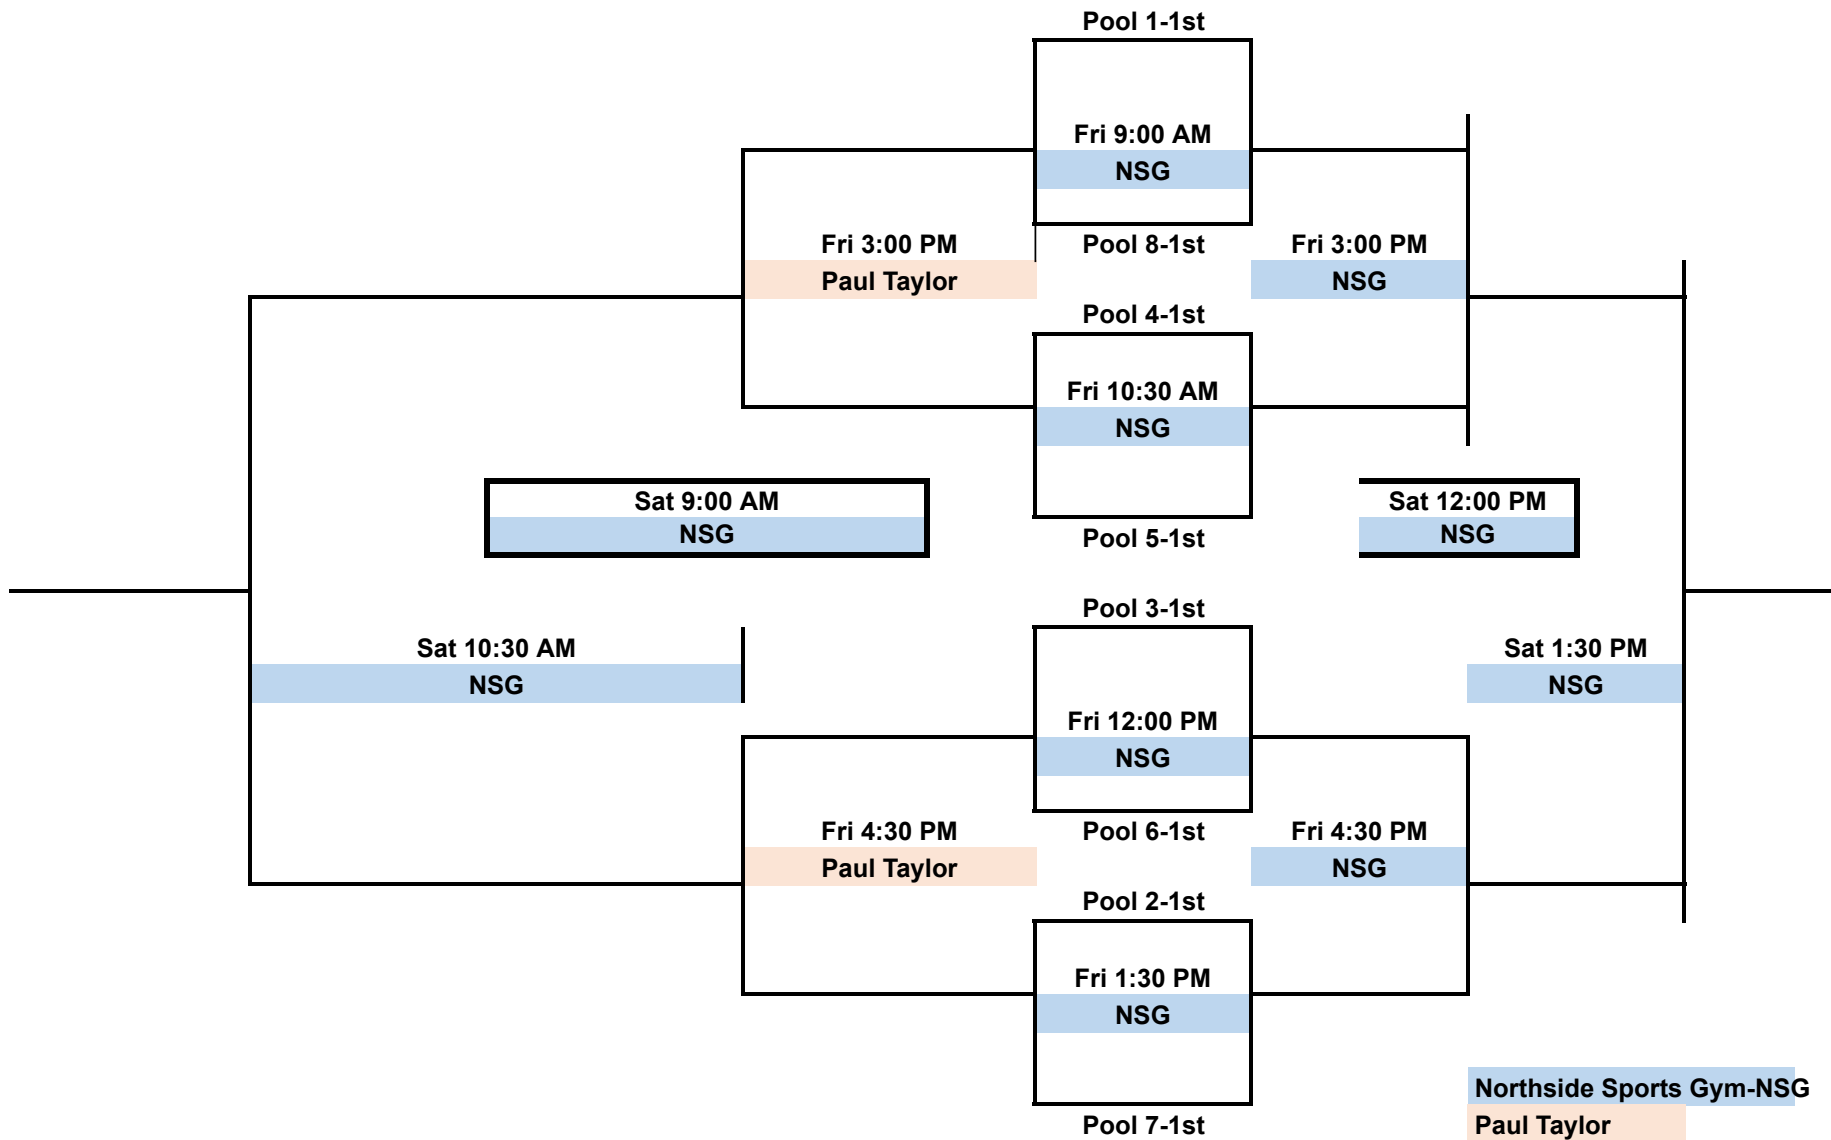 Pool 1-1st
Fri 9:00 AM
NSG
Fri 3:00 PM
Pool 8-1st
Fri 3:00 PM
Paul Taylor
NSG
Pool 4-1st
Fri 10:30 AM
NSG
Sat 9:00 AM
Sat 12:00 PM
NSG
NSG
Pool 5-1st
Pool 3-1st
Sat 10:30 AM
Sat 1:30 PM
NSG
NSG
Fri 12:00 PM
NSG
Fri 4:30 PM
Pool 6-1st
Fri 4:30 PM
Paul Taylor
NSG
Pool 2-1st
Fri 1:30 PM
NSG
Northside Sports Gym-NSG
Pool 7-1st
Paul Taylor